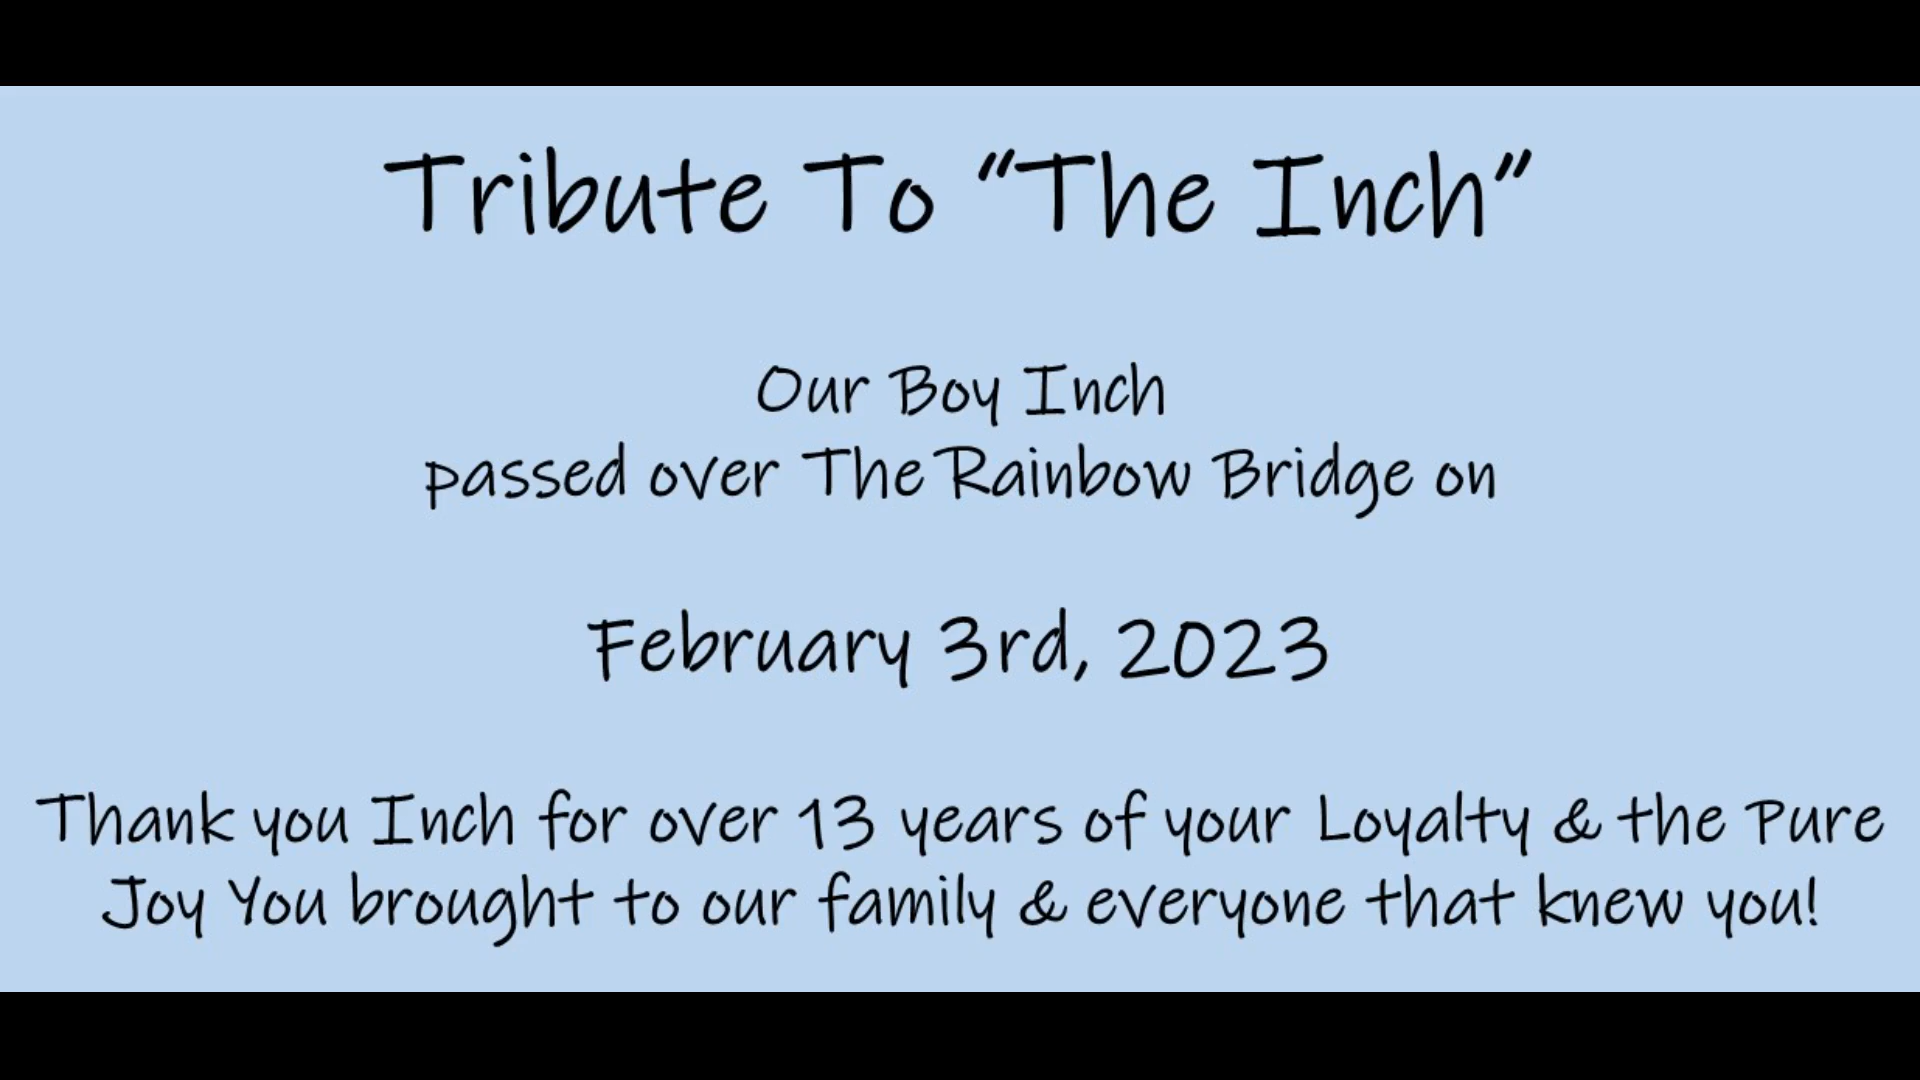 Tribute To “The Inch”
Our Boy Inch
passed over The Rainbow Bridge on
February 3rd, 2023
Thank you Inch for over 13 years of your Loyalty & the Pure
Joy You brought to our family & everyone that knew you!